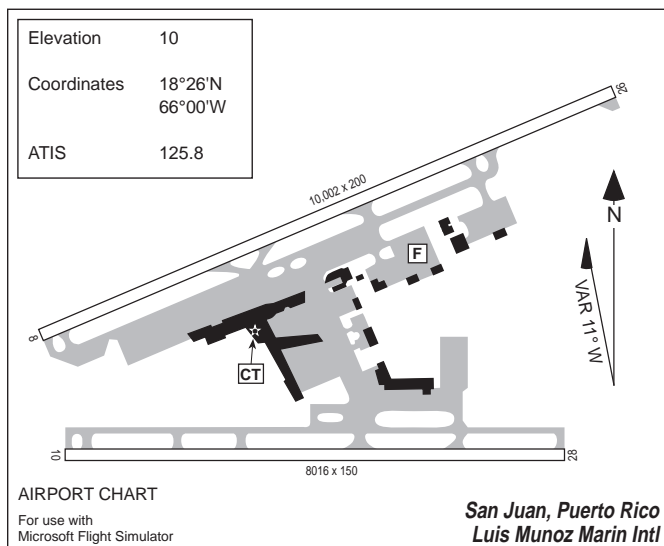 Elevation 10
Coordinates 18°26'N
66°00'W
ATIS 125.8
26
10,002 x 200
N
F
VAR 11° W
8
CT
10
28
8016 x 150
AIRPORT CHART
For use with
Microsoft Flight Simulator
San Juan, Puerto Rico
Luis Munoz Marin Intl